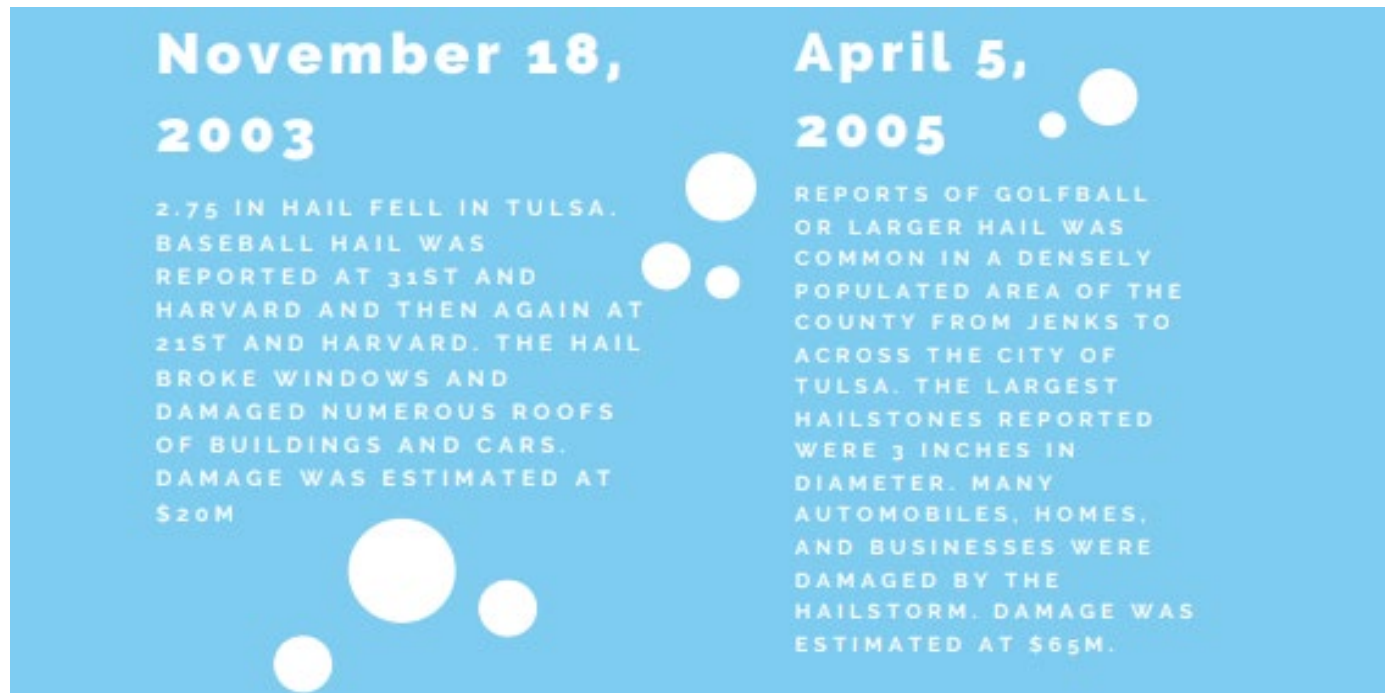 November 18,
2003
2.75 IN HAIL FELL IN TULSA.
BASEBALL HAIL WAS
REPORTED AT 31ST AND
HARVARD AND THEN AGAIN AT
21ST AND HARVARD. THE HAIL
BROKE WINDOWS AND
DAMAGED NUMEROUS ROOFS
OF BUILDINGS AND CARS.
DAMAGE WAS ESTIMATED AT
$20M
April 5,
2005
REPORTS OF GOLFBALL
OR LARGER HAIL WAS
COMMON IN A DENSELY
POPULATED AREA OF THE
COUNTY FROM JENKS TO
ACROSS THE CITY OF
TULSA. THE LARGEST
HAILSTONES REPORTED
WERE 3 INCHES IN
DIAMETER. MANY
AUTOMOBILES, HOMES,
AND BUSINESSES WERE
DAMAGED BY THE
HAILSTORM. DAMAGE WAS
ESTIMATED AT $65M.